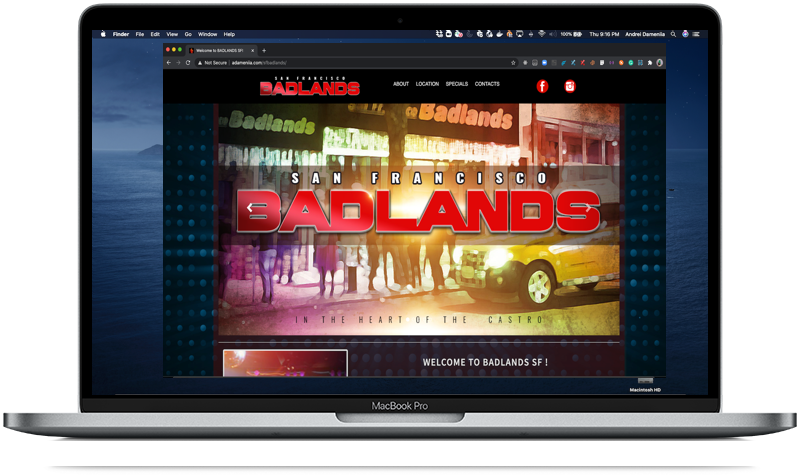 Finder File Edit View Go Window Help 100% Thu 9:16 PM Andrei Dameniia
Welcome to BADLANDS SF!
Not Secure | adameniia.com/sfbadlands/
SAN FRANCISCO
BADLANDS
ABOUT LOCATION SPECIALS CONTACTS
f
Badlands Badlands
SAN FRANCISCO
BADLANDS
IN THE HEART OF THE CASTRO
WELCOME TO BADLANDS SF !
Macintosh HD
MacBook Pro